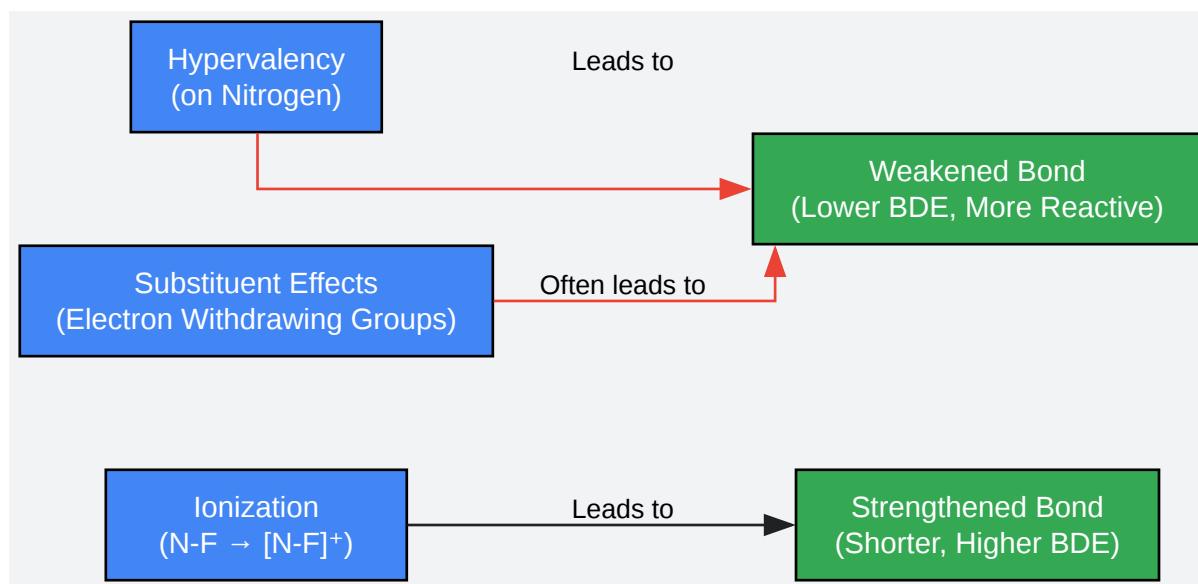 Hypervalency
(on Nitrogen)
Leads to
Weakened Bond
(Lower BDE, More Reactive)
Substituent Effects
(Electron Withdrawing Groups)
Often leads to
Ionization
(N-F → [N-F]⁺)
Leads to
Strengthened Bond
(Shorter, Higher BDE)